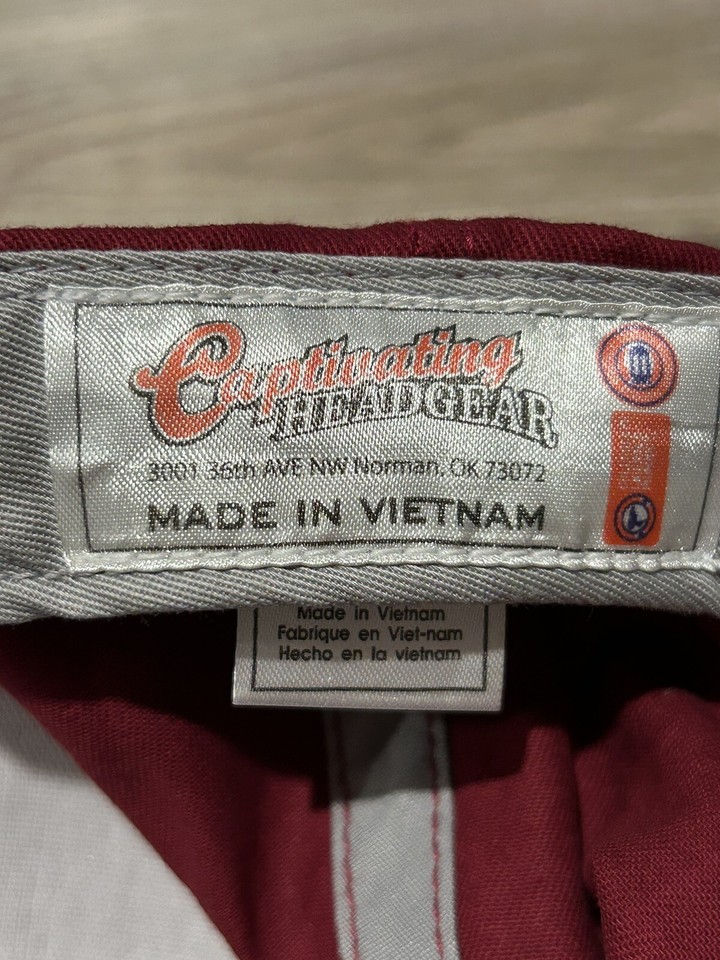 Captivating
HEADGEAR
3001 36th AVE NW Norman, OK 73072
MADE IN VIETNAM
Made in Vietnam
Fabrique en Viet-nam
Hecho en la vietnam